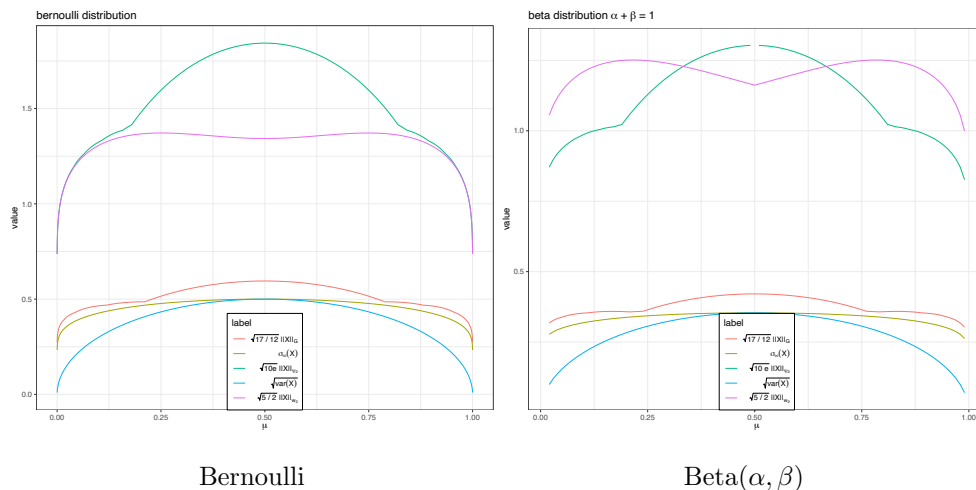 bernoulli distribution
value
1.5
1.0
0.5
0.0
label
√17 / 12 ||X||G
√10e ||X||ψ₂
√var(X)
√5 / 2 ||X||w₂
0.00
0.25
0.50
0.75
1.00
μ
Bernoulli
beta distribution α + β = 1
value
1.0
0.5
label
√17 / 12 ||X||G
√10 e ||X||ψ₂
√var(X)
√5 / 2 ||X||w₂
0.00
0.25
0.50
0.75
1.00
μ
Beta(α, β)